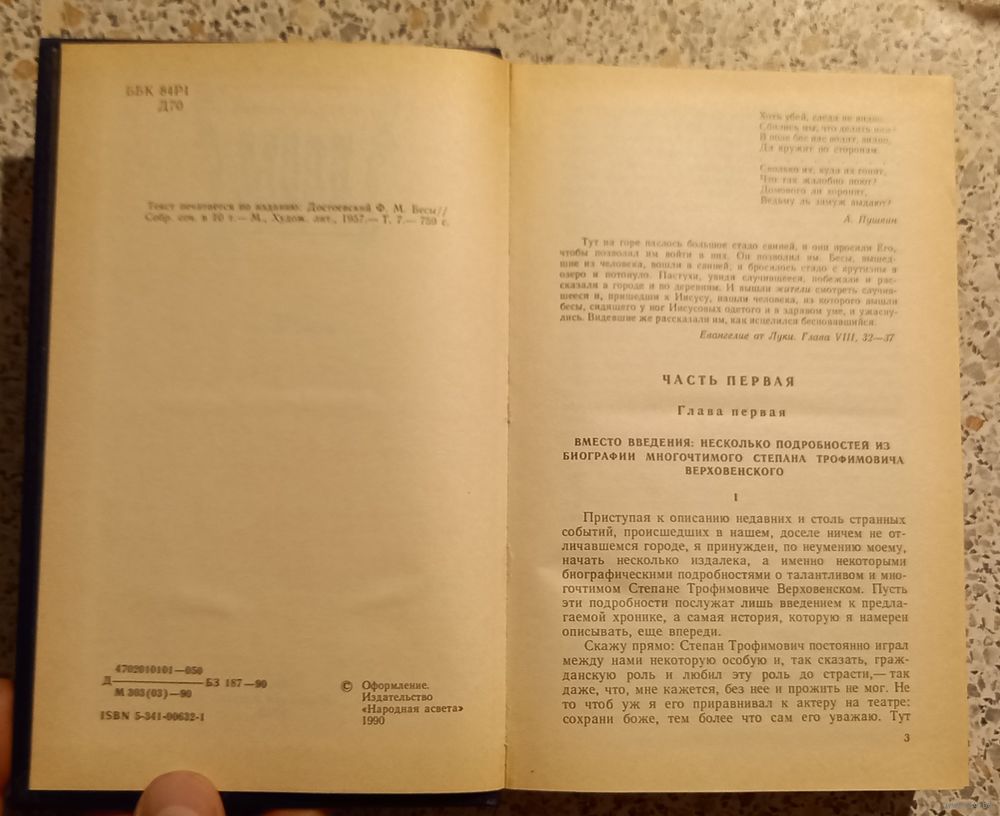 ББК 84Р1
Д70
Текст печатается по изданию: Достоевский Ф. М. Бесы//
Собр. соч. в 10 т.— М., Худож. лит., 1957.— Т. 7.— 750 с.
4702010101—050
Д————БЗ 187—90
М 303(03)—90
ISBN 5-341-00632-1
© Оформление.
Издательство
«Народная асвета»
1990
Хоть убей, следа не видно,
Сбились мы, что делать нам?
В поле бес нас водит, видно,
Да кружит по сторонам.
Сколько их, куда их гонит,
Что так жалобно поют?
Домового ли хоронят,
Ведьму ль замуж выдают?
А. Пушкин
Тут на горе паслось большое стадо свиней, и они просили Его,
чтобы позволил им войти в них. Он позволил им. Бесы, вышед-
шие из человека, вошли в свиней; и бросилось стадо с крутизны в
озеро и потонуло. Пастухи, увидя случившееся, побежали и рас-
сказали в городе и по деревням. И вышли жители смотреть случив-
шееся и, пришедши к Иисусу, нашли человека, из которого вышли
бесы, сидящего у ног Иисусовых одетого и в здравом уме, и ужасну-
лись. Видевшие же рассказали им, как исцелился бесновавшийся.
Евангелие от Луки. Глава VIII, 32—37
ЧАСТЬ ПЕРВАЯ
Глава первая
ВМЕСТО ВВЕДЕНИЯ: НЕСКОЛЬКО ПОДРОБНОСТЕЙ ИЗ
БИОГРАФИИ МНОГОЧТИМОГО СТЕПАНА ТРОФИМОВИЧА
ВЕРХОВЕНСКОГО
I
Приступая к описанию недавних и столь странных
событий, происшедших в нашем, доселе ничем не от-
личавшемся городе, я принужден, по неумению моему,
начать несколько издалека, а именно некоторыми
биографическими подробностями о талантливом и мно-
гочтимом Степане Трофимовиче Верховенском. Пусть
эти подробности послужат лишь введением к предла-
гаемой хронике, а самая история, которую я намерен
описывать, еще впереди.
Скажу прямо: Степан Трофимович постоянно играл
между нами некоторую особую и, так сказать, граж-
данскую роль и любил эту роль до страсти,— так
даже, что, мне кажется, без нее и прожить не мог. Не
то чтоб уж я его приравнивал к актеру на театре:
сохрани боже, тем более что сам его уважаю. Тут
3